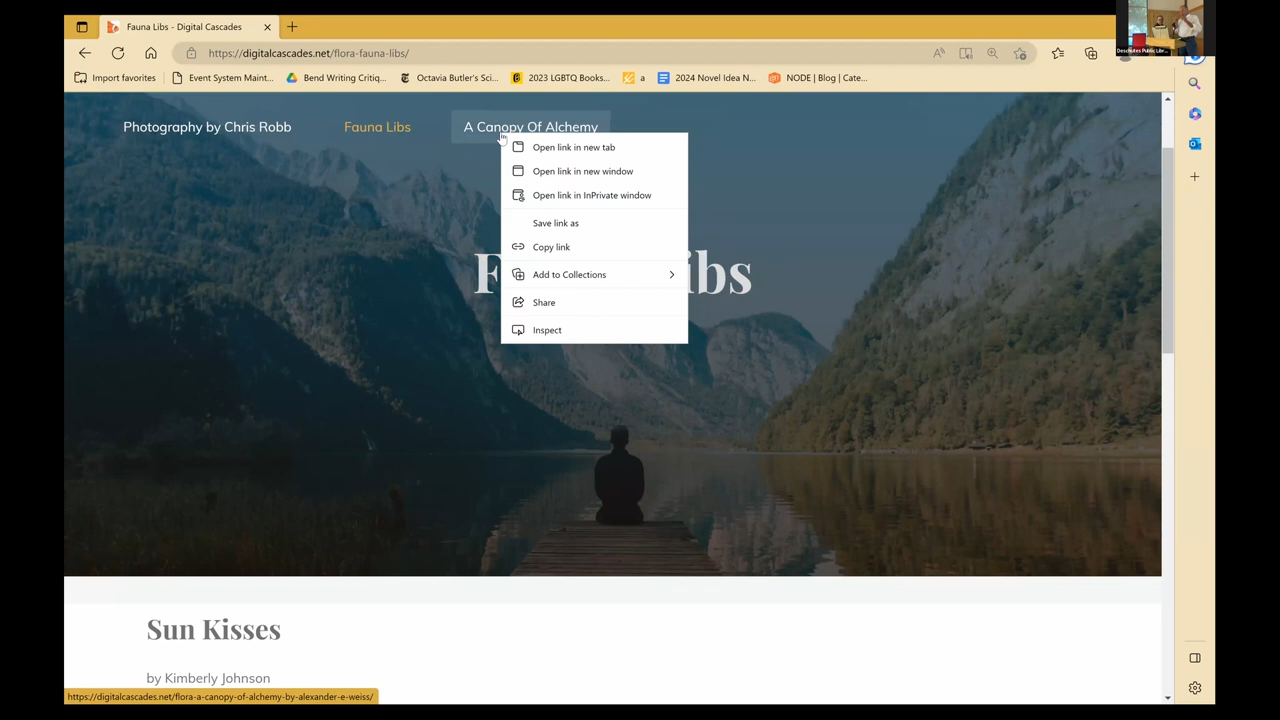 Fauna Libs - Digital Cascades
https://digitalcascades.net/flora-fauna-libs/
Deschutes Public Libr...
Import favorites
Event System Maint...
Bend Writing Critiq...
Octavia Butler's Sci...
2023 LGBTQ Books...
a
2024 Novel Idea N...
NODE | Blog | Cate...
Photography by Chris Robb
Fauna Libs
A Canopy Of Alchemy
Open link in new tab
Open link in new window
Open link in InPrivate window
Save link as
Copy link
Add to Collections
Share
Inspect
F
ibs
Sun Kisses
by Kimberly Johnson
https://digitalcascades.net/flora-a-canopy-of-alchemy-by-alexander-e-weiss/